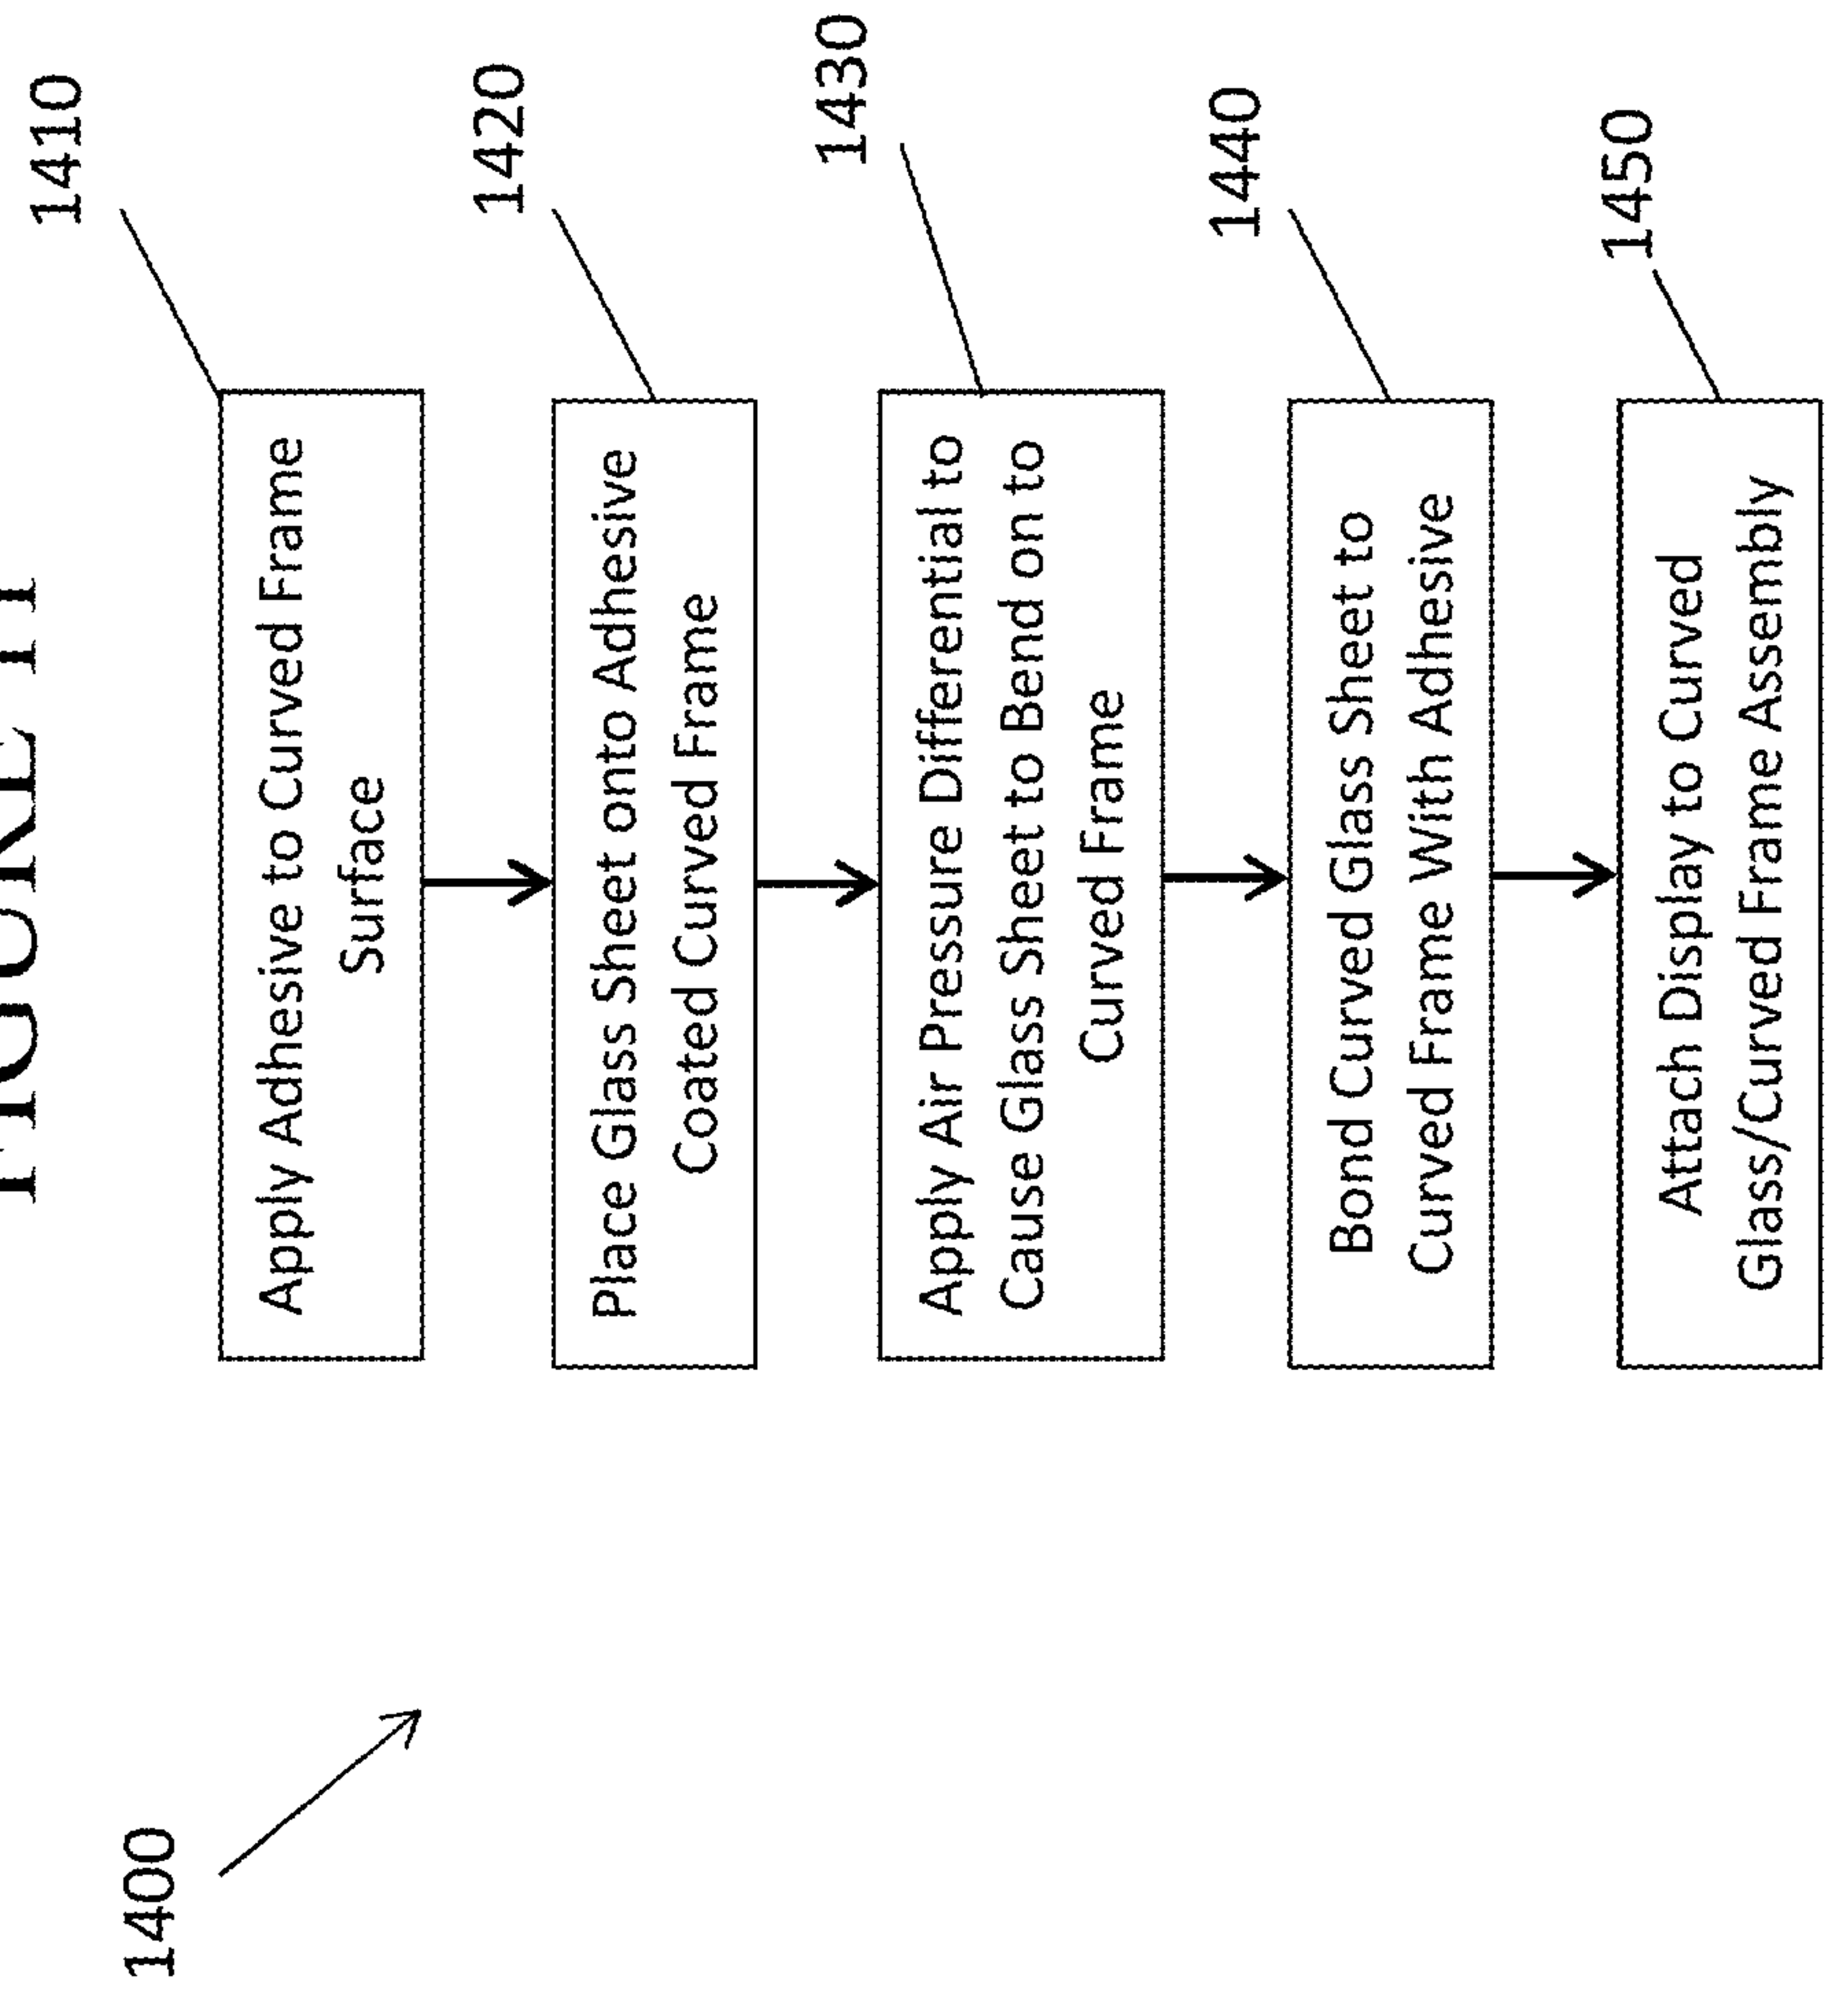 FIGURE
1410
1400
Apply Adhesive to Curved Frame
Surface
1420
Place Glass Sheet onto Adhesive
Coated Curved Frame
1430
Apply Air Pressure Differential to
Cause Glass Sheet to Bend on to
Curved Frame
1440
Bond Curved Glass Sheet to
Curved Frame With Adhesive
1450
Attach Display to Curved
Glass/Curved Frame Assembly